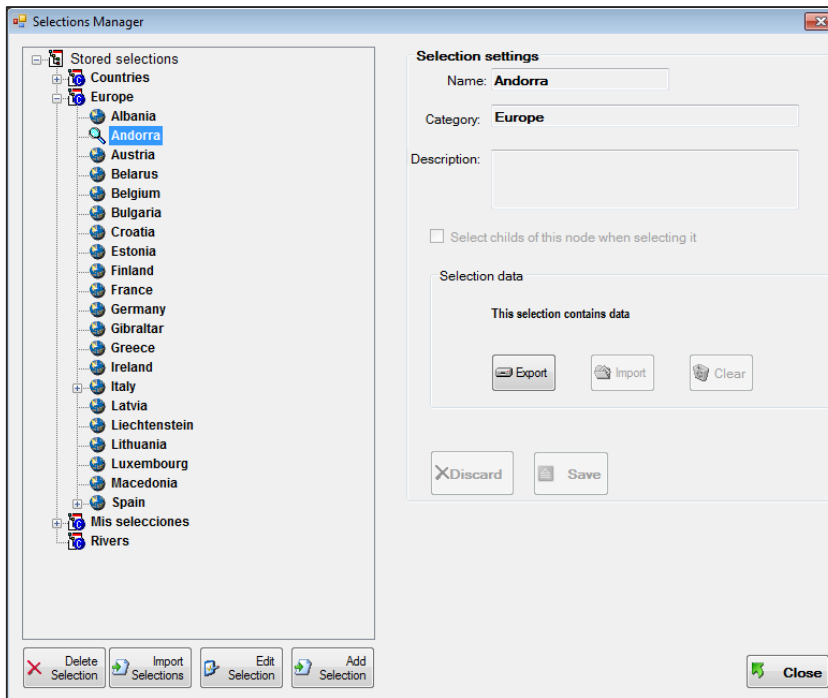 Selections Manager
Stored selections
Countries
Europe
Albania
Andorra
Austria
Belarus
Belgium
Bulgaria
Croatia
Estonia
Finland
France
Germany
Gibraltar
Greece
Ireland
Italy
Latvia
Liechtenstein
Lithuania
Luxembourg
Macedonia
Spain
Mis selecciones
Rivers
Delete Selection
Import Selections
Edit Selection
Add Selection
Selection settings
Name: Andorra
Category: Europe
Description:
Select childs of this node when selecting it
Selection data
This selection contains data
Export Import Clear
Discard Save
Close